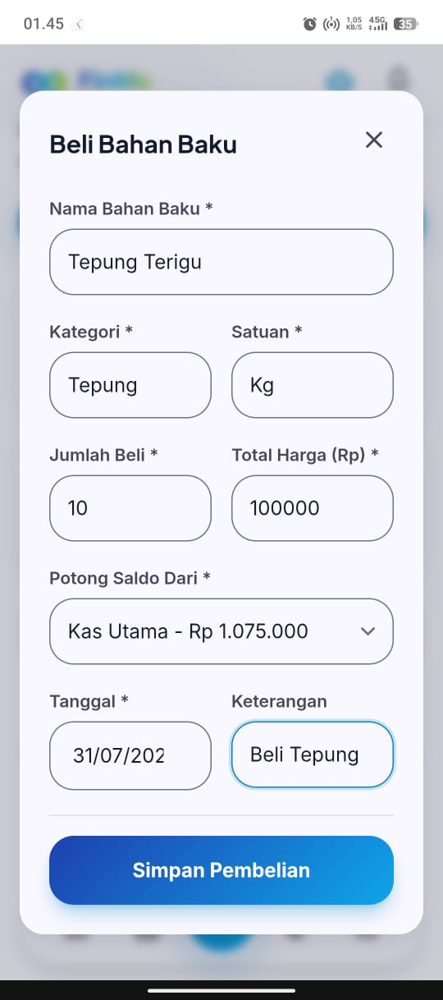 01.45
1,05 KB/S 4.5G 35
Beli Bahan Baku
Nama Bahan Baku *
Tepung Terigu
Kategori * Satuan *
Tepung Kg
Jumlah Beli * Total Harga (Rp) *
10 100000
Potong Saldo Dari *
Kas Utama - Rp 1.075.000
Tanggal * Keterangan
31/07/202 Beli Tepung
Simpan Pembelian